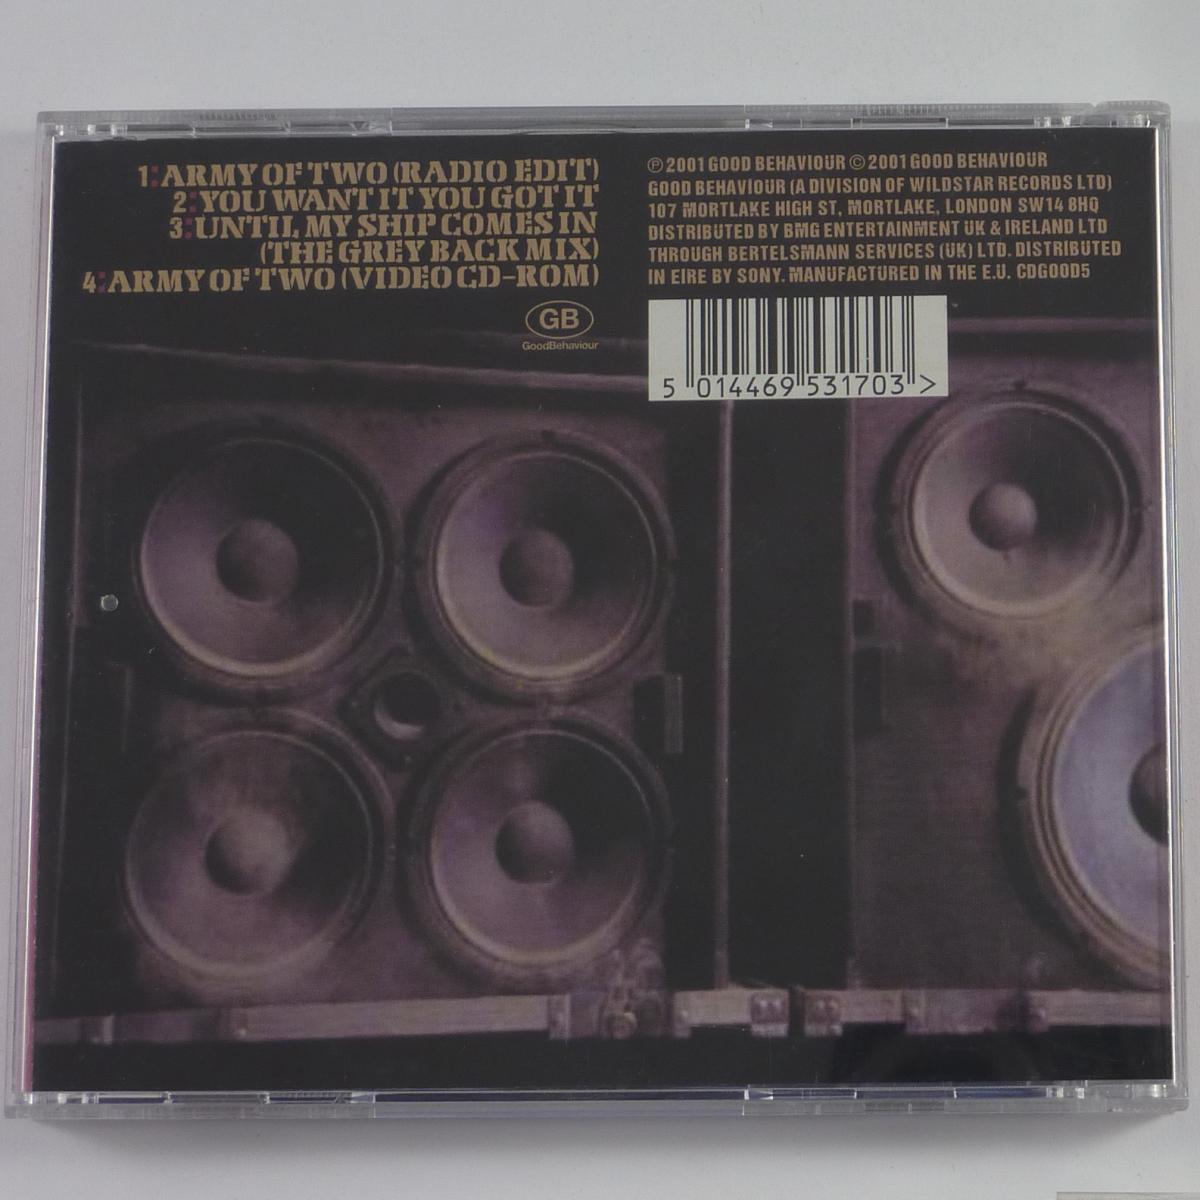 1:ARMY OF TWO (RADIO EDIT)
2:YOU WANT IT YOU GOT IT
3:UNTIL MY SHIP COMES IN
(THE GREY BACK MIX)
4:ARMY OF TWO (VIDEO CD-ROM)
GB
GoodBehaviour
℗ 2001 GOOD BEHAVIOUR © 2001 GOOD BEHAVIOUR
GOOD BEHAVIOUR (A DIVISION OF WILDSTAR RECORDS LTD)
107 MORTLAKE HIGH ST, MORTLAKE, LONDON SW14 8HQ
DISTRIBUTED BY BMG ENTERTAINMENT UK & IRELAND LTD
THROUGH BERTELSMANN SERVICES (UK) LTD. DISTRIBUTED
IN EIRE BY SONY. MANUFACTURED IN THE E.U. CDGOOD5
5 014469 531703 >